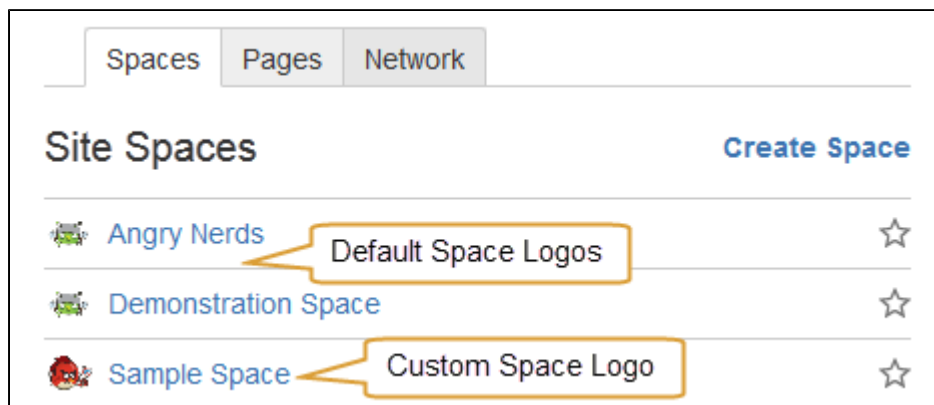 Spaces Pages Network
Site Spaces Create Space
Angry Nerds
Default Space Logos
Demonstration Space
Sample Space Custom Space Logo